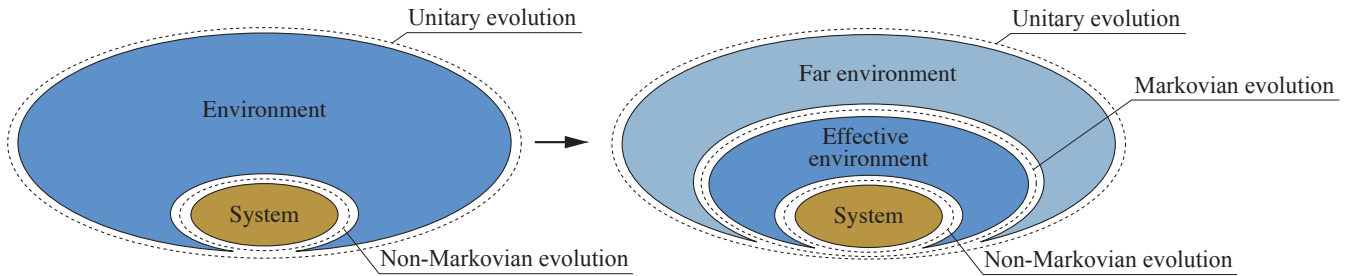 Unitary evolution
Environment
System
Non-Markovian evolution
Unitary evolution
Far environment
Markovian evolution
Effective
environment
System
Non-Markovian evolution